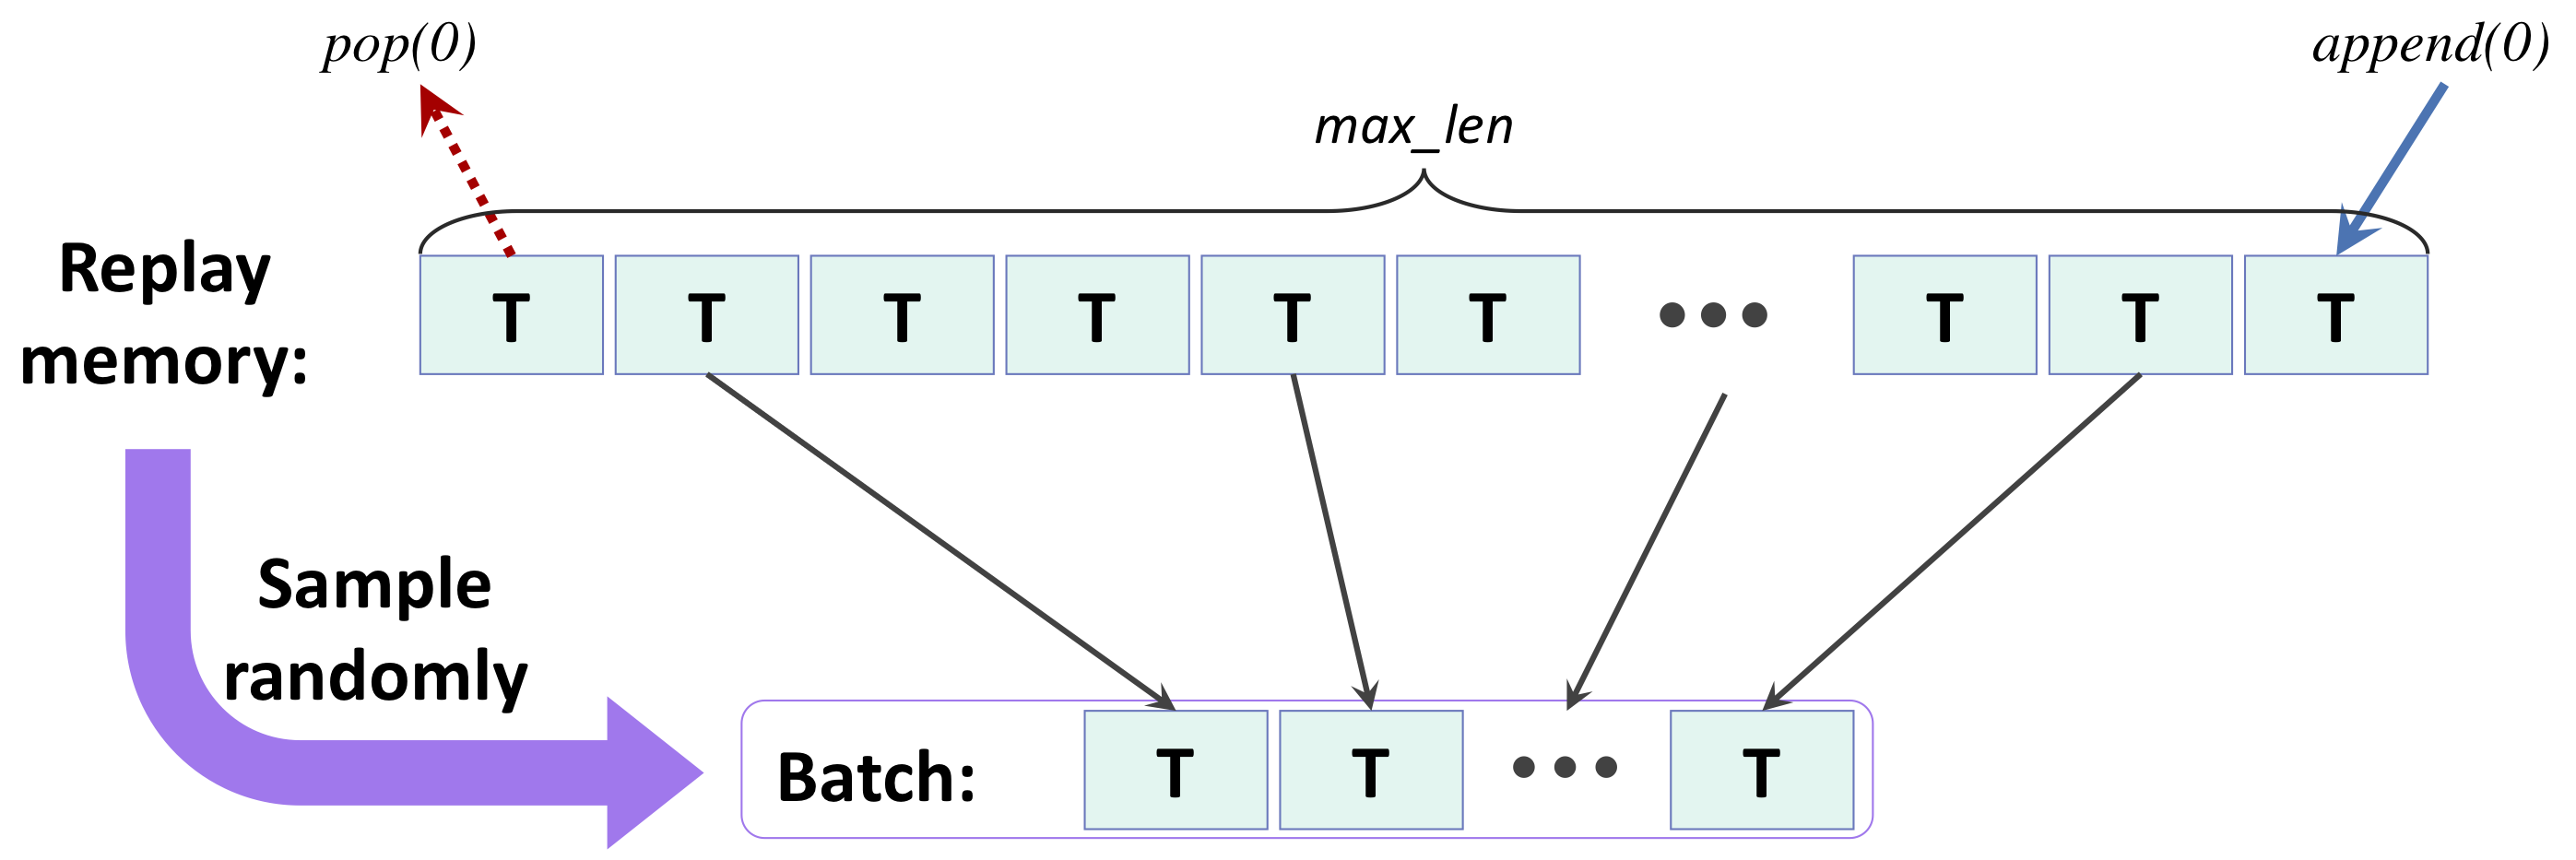 pop(0)
append(0)
max_len
Replay
memory:
T T T T T T ••• T T T
Sample
randomly
Batch: T T ••• T